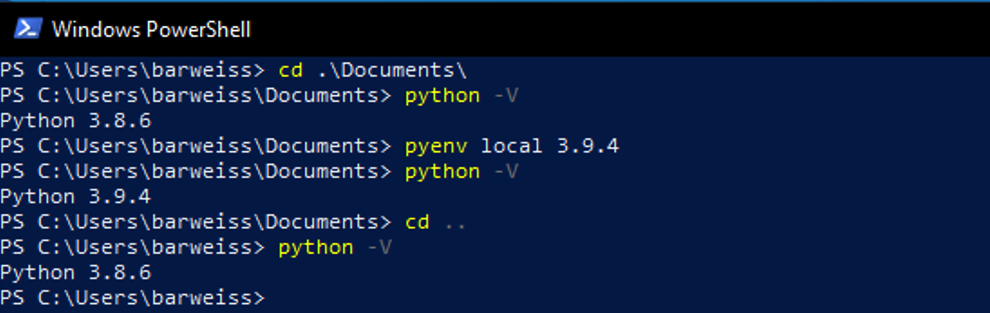 Windows PowerShell
PS C:\Users\barweiss> cd .\Documents\
PS C:\Users\barweiss\Documents> python -V
Python 3.8.6
PS C:\Users\barweiss\Documents> pyenv local 3.9.4
PS C:\Users\barweiss\Documents> python -V
Python 3.9.4
PS C:\Users\barweiss\Documents> cd ..
PS C:\Users\barweiss> python -V
Python 3.8.6
PS C:\Users\barweiss>